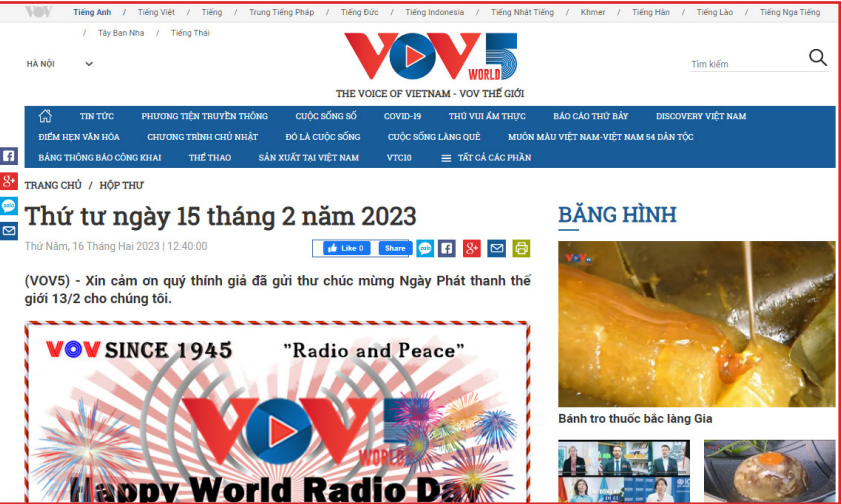 VOV Tiếng Anh / Tiếng Việt / Tiếng / Trung Tiếng Pháp / Tiếng Đức / Tiếng Indonesia / Tiếng Nhật Tiếng / Khmer / Tiếng Hàn / Tiếng Lào / Tiếng Nga Tiếng
/ Tây Ban Nha / Tiếng Thái
VOV5
WORLD
HÀ NỘI
Tìm kiếm
THE VOICE OF VIETNAM - VOV THẾ GIỚI
TIN TỨC PHƯƠNG TIỆN TRUYỀN THÔNG CUỘC SỐNG SỐ COVID-19 THÚ VUI ẨM THỰC BÁO CÁO THỨ BẢY DISCOVERY VIỆT NAM
ĐIỂM HẸN VĂN HÓA CHƯƠNG TRÌNH CHỦ NHẬT ĐÓ LÀ CUỘC SỐNG CUỘC SỐNG LÀNG QUÊ MUÔN MÀU VIỆT NAM-VIỆT NAM 54 DÂN TỘC
BẢNG THÔNG BÁO CÔNG KHAI THỂ THAO SẢN XUẤT TẠI VIỆT NAM VTC10 TẤT CẢ CÁC PHẦN
TRANG CHỦ / HỘP THƯ
Thứ tư ngày 15 tháng 2 năm 2023
Thứ Năm, 16 Tháng Hai 2023 | 12:40:00
Like 0 Share
(VOV5) - Xin cảm ơn quý thính giả đã gửi thư chúc mừng Ngày Phát thanh thế
giới 13/2 cho chúng tôi.
VOV SINCE 1945 "Radio and Peace"
VOV5
WORLD
Happy World Radio Day
BĂNG HÌNH
Bánh tro thuốc bắc làng Gia